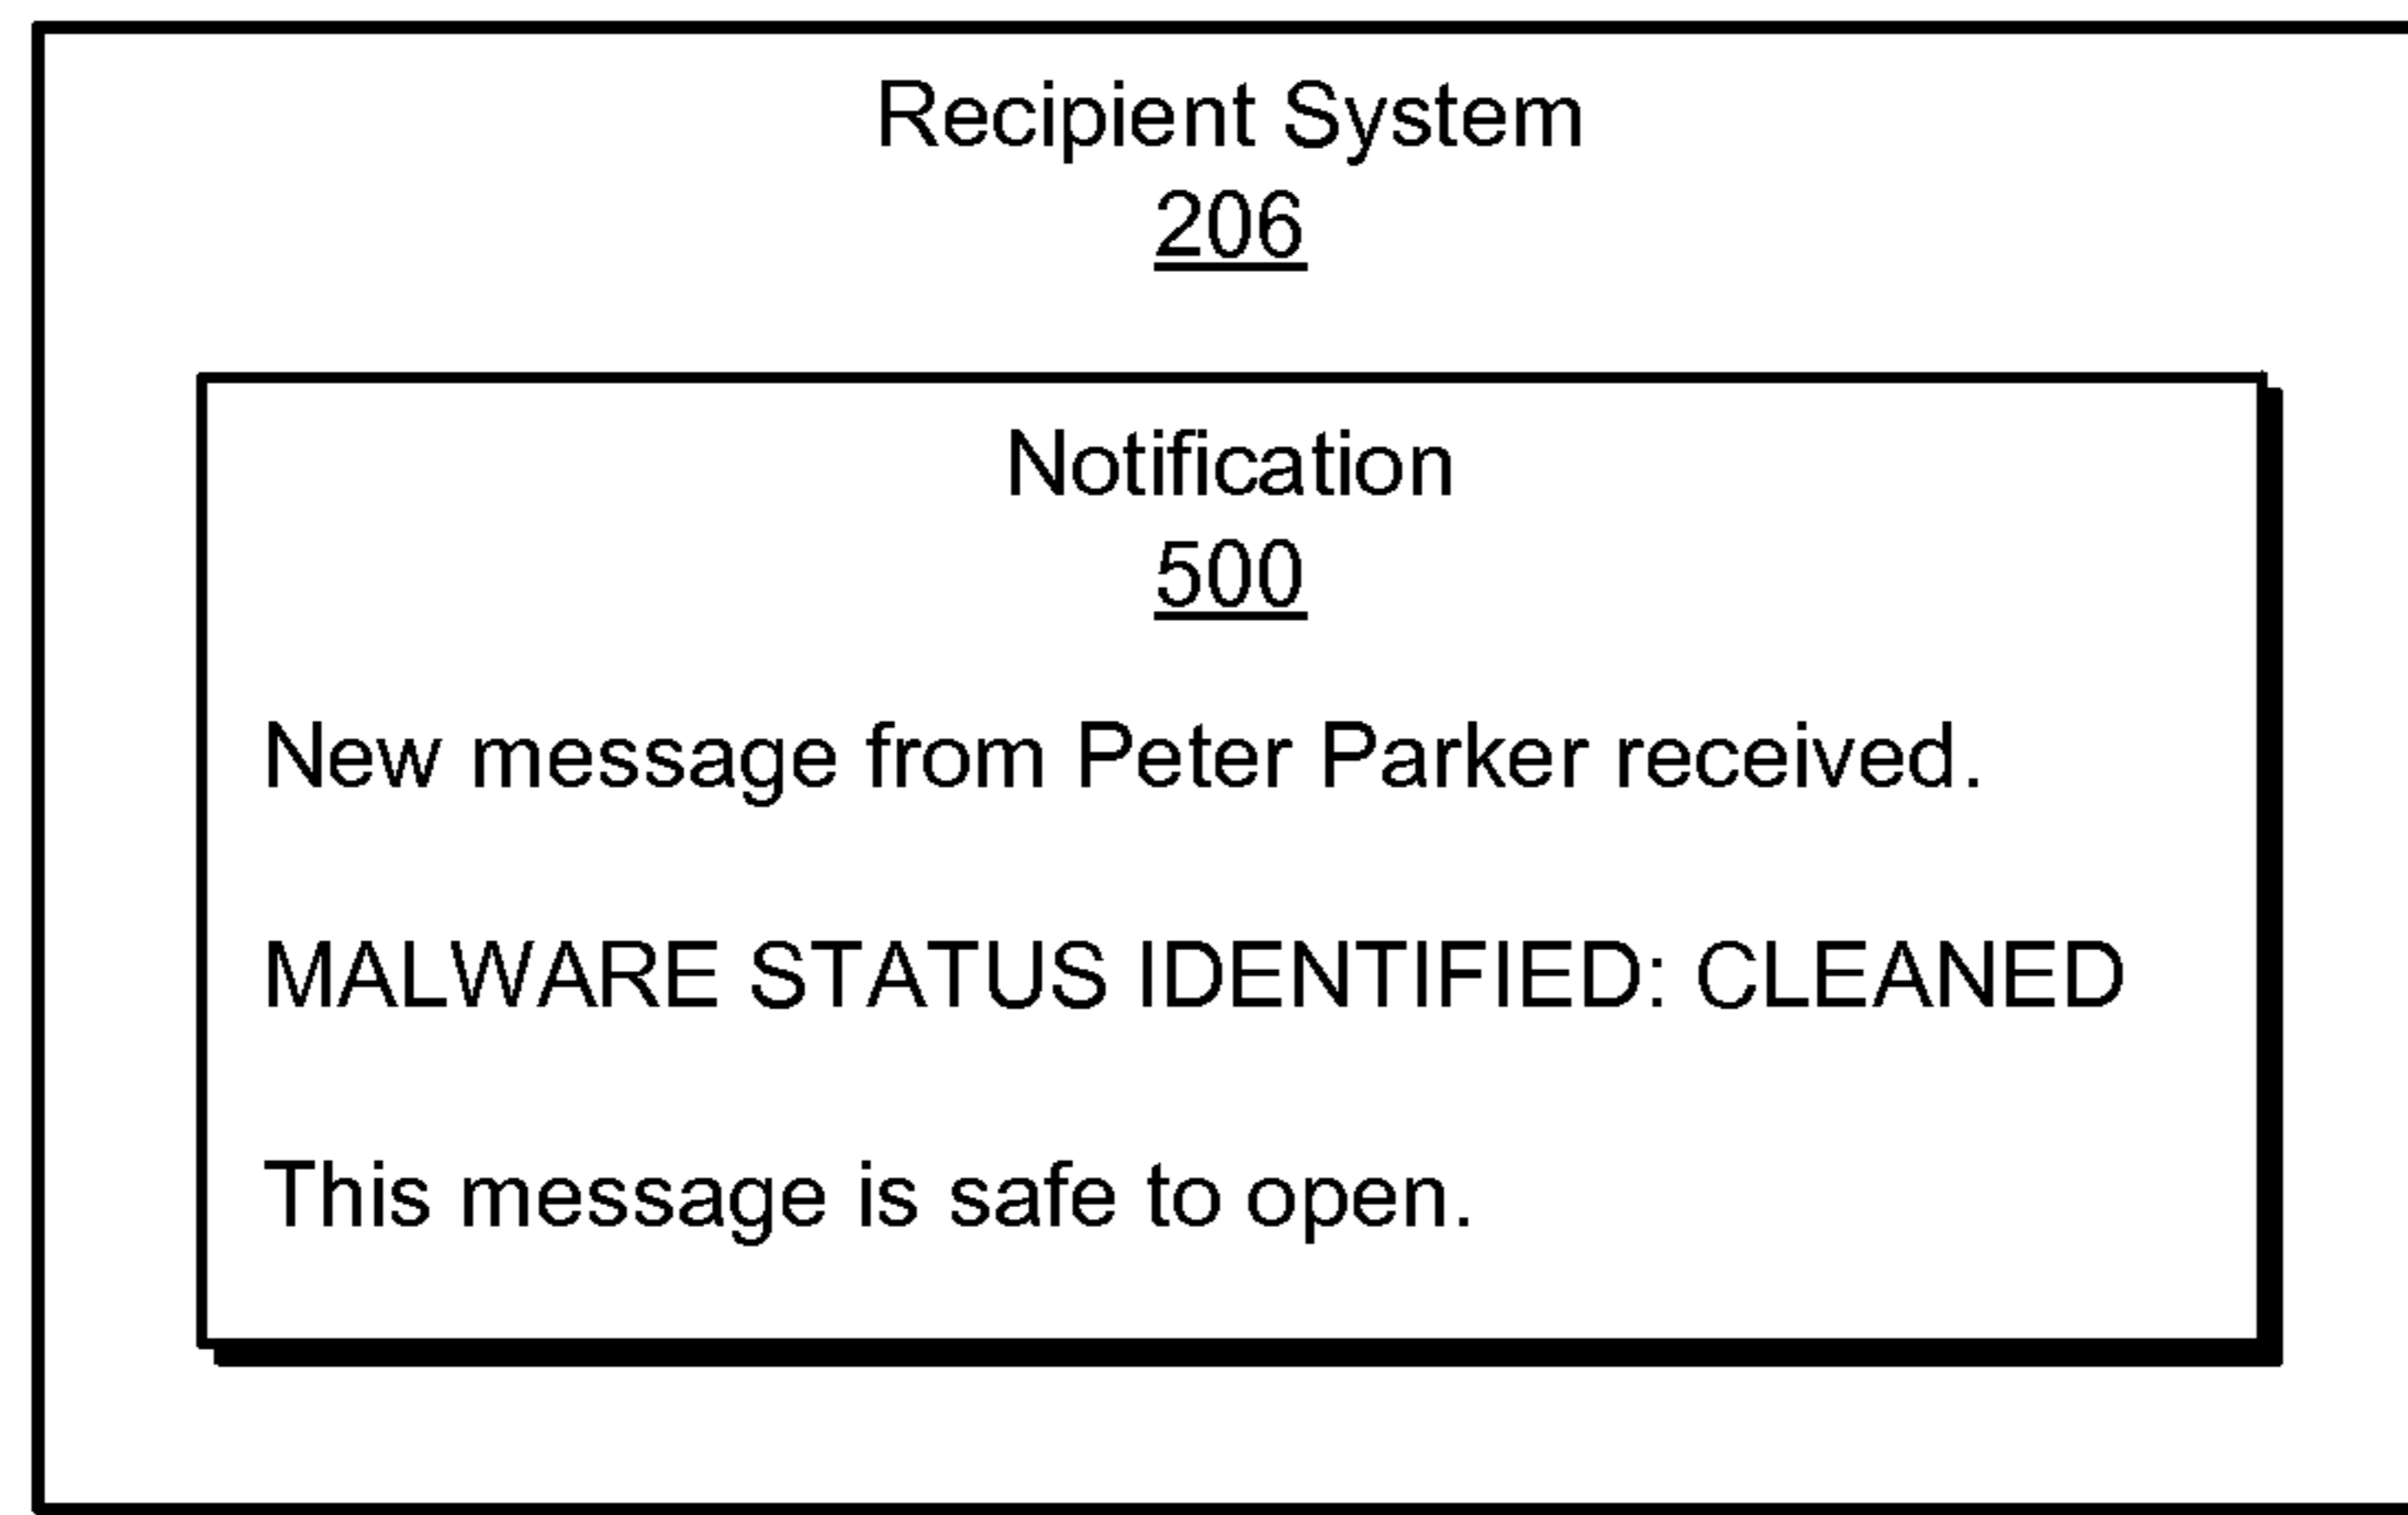 Recipient System
206
Notification
500
New message from Peter Parker received.
MALWARE STATUS IDENTIFIED: CLEANED
This message is safe to open.